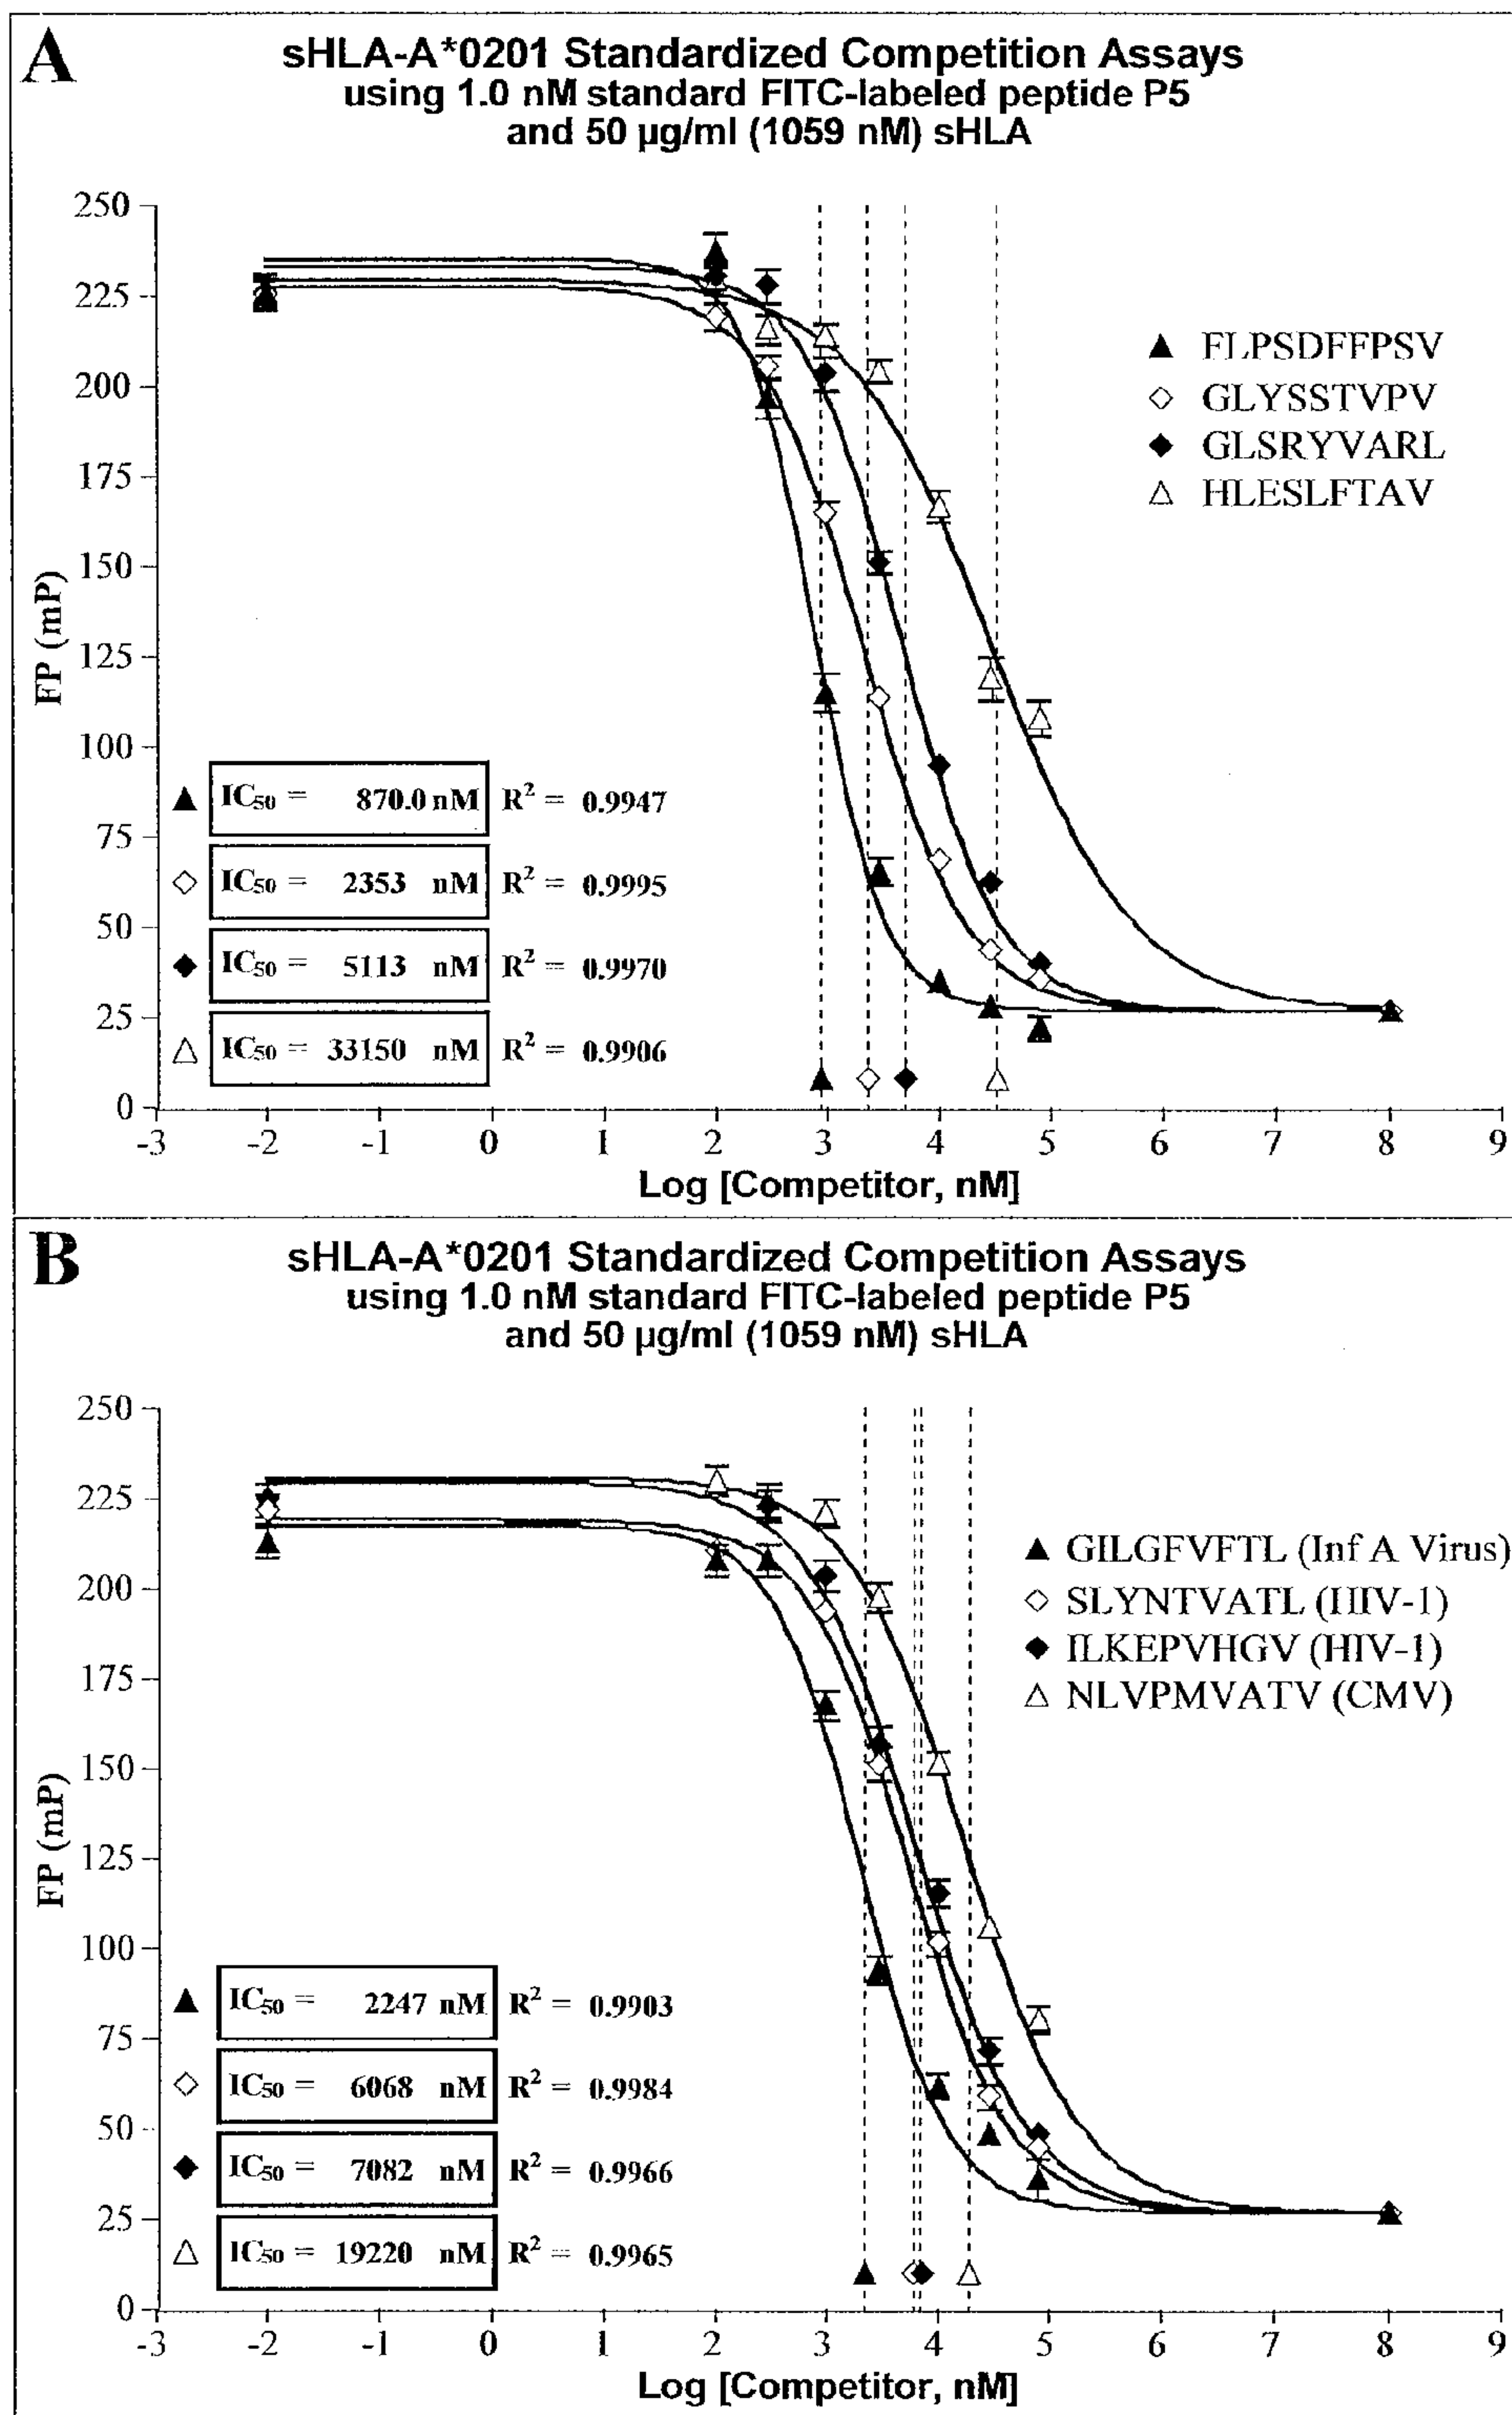 A
sHLA-A*0201 Standardized Competition Assays
using 1.0 nM standard FITC-labeled peptide P5
and 50 µg/ml (1059 nM) sHLA
250
225
200
175
150
125
100
75
50
25
0
FP (mP)
▲ FLPSDFFPSV
◇ GLYSSTVPV
◆ GLSRYVARL
△ HLESLFTAV
▲ IC50 = 870.0 nM R² = 0.9947
◇ IC50 = 2353 nM R² = 0.9995
◆ IC50 = 5113 nM R² = 0.9970
△ IC50 = 33150 nM R² = 0.9906
-3 -2 -1 0 1 2 3 4 5 6 7 8 9
Log [Competitor, nM]
B
sHLA-A*0201 Standardized Competition Assays
using 1.0 nM standard FITC-labeled peptide P5
and 50 µg/ml (1059 nM) sHLA
250
225
200
175
150
125
100
75
50
25
0
FP (mP)
▲ GILGFVFTL (Inf A Virus)
◇ SLYNTVATL (HIV-1)
◆ ILKEPVHGV (HIV-1)
△ NLVPMVATV (CMV)
▲ IC50 = 2247 nM R² = 0.9903
◇ IC50 = 6068 nM R² = 0.9984
◆ IC50 = 7082 nM R² = 0.9966
△ IC50 = 19220 nM R² = 0.9965
-3 -2 -1 0 1 2 3 4 5 6 7 8 9
Log [Competitor, nM]